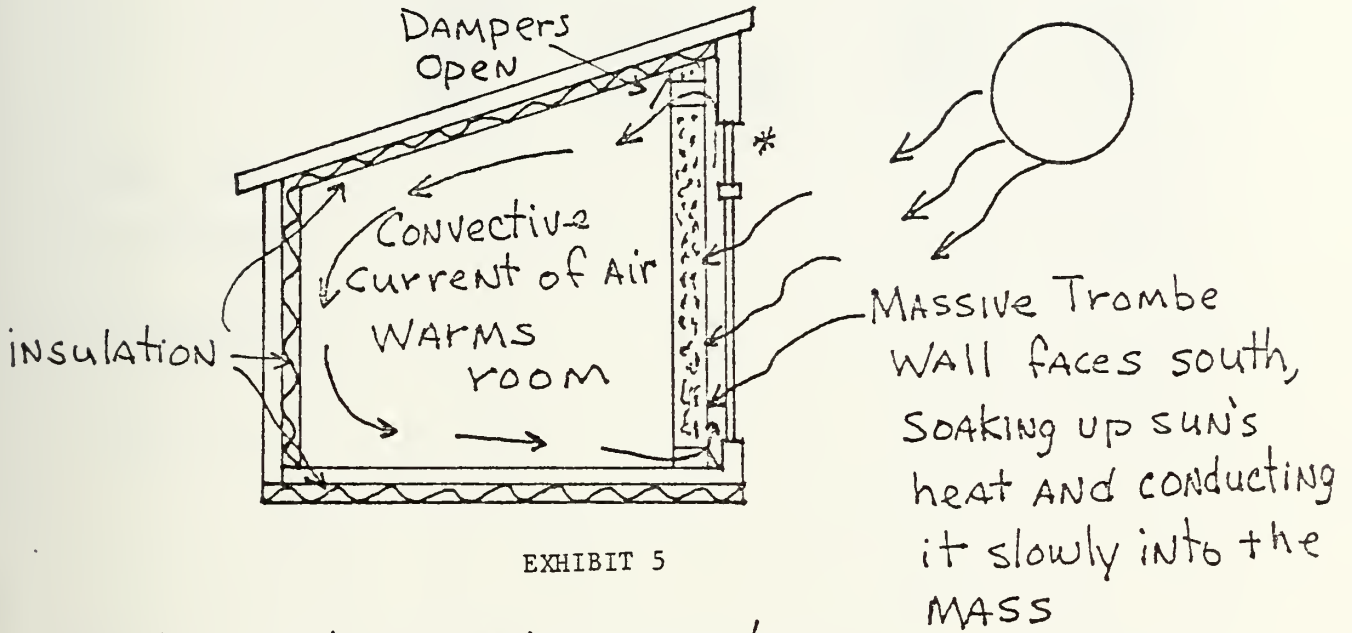 DAMPERS
OPEN
*
CONVECTIVE
CURRENT OF AIR
WARMS
ROOM
INSULATION
MASSIVE TROMBE
WALL FACES SOUTH,
SOAKING UP SUN'S
HEAT AND CONDUCTING
IT SLOWLY INTO THE
MASS
EXHIBIT 5